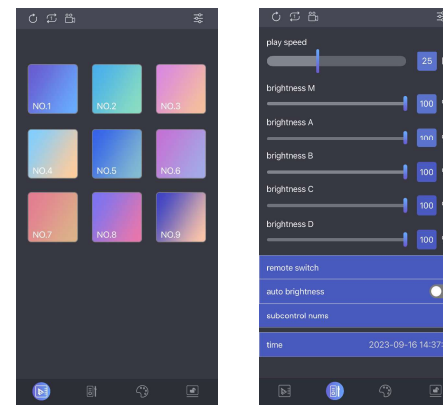 NO.1 NO.2 NO.3
NO.4 NO.5 NO.6
NO.7 NO.8 NO.9
play speed
25
brightness M
100
brightness A
100
brightness B
100
brightness C
100
brightness D
100
remote switch
auto brightness
subcontrol nums
time 2023-09-16 14:37: